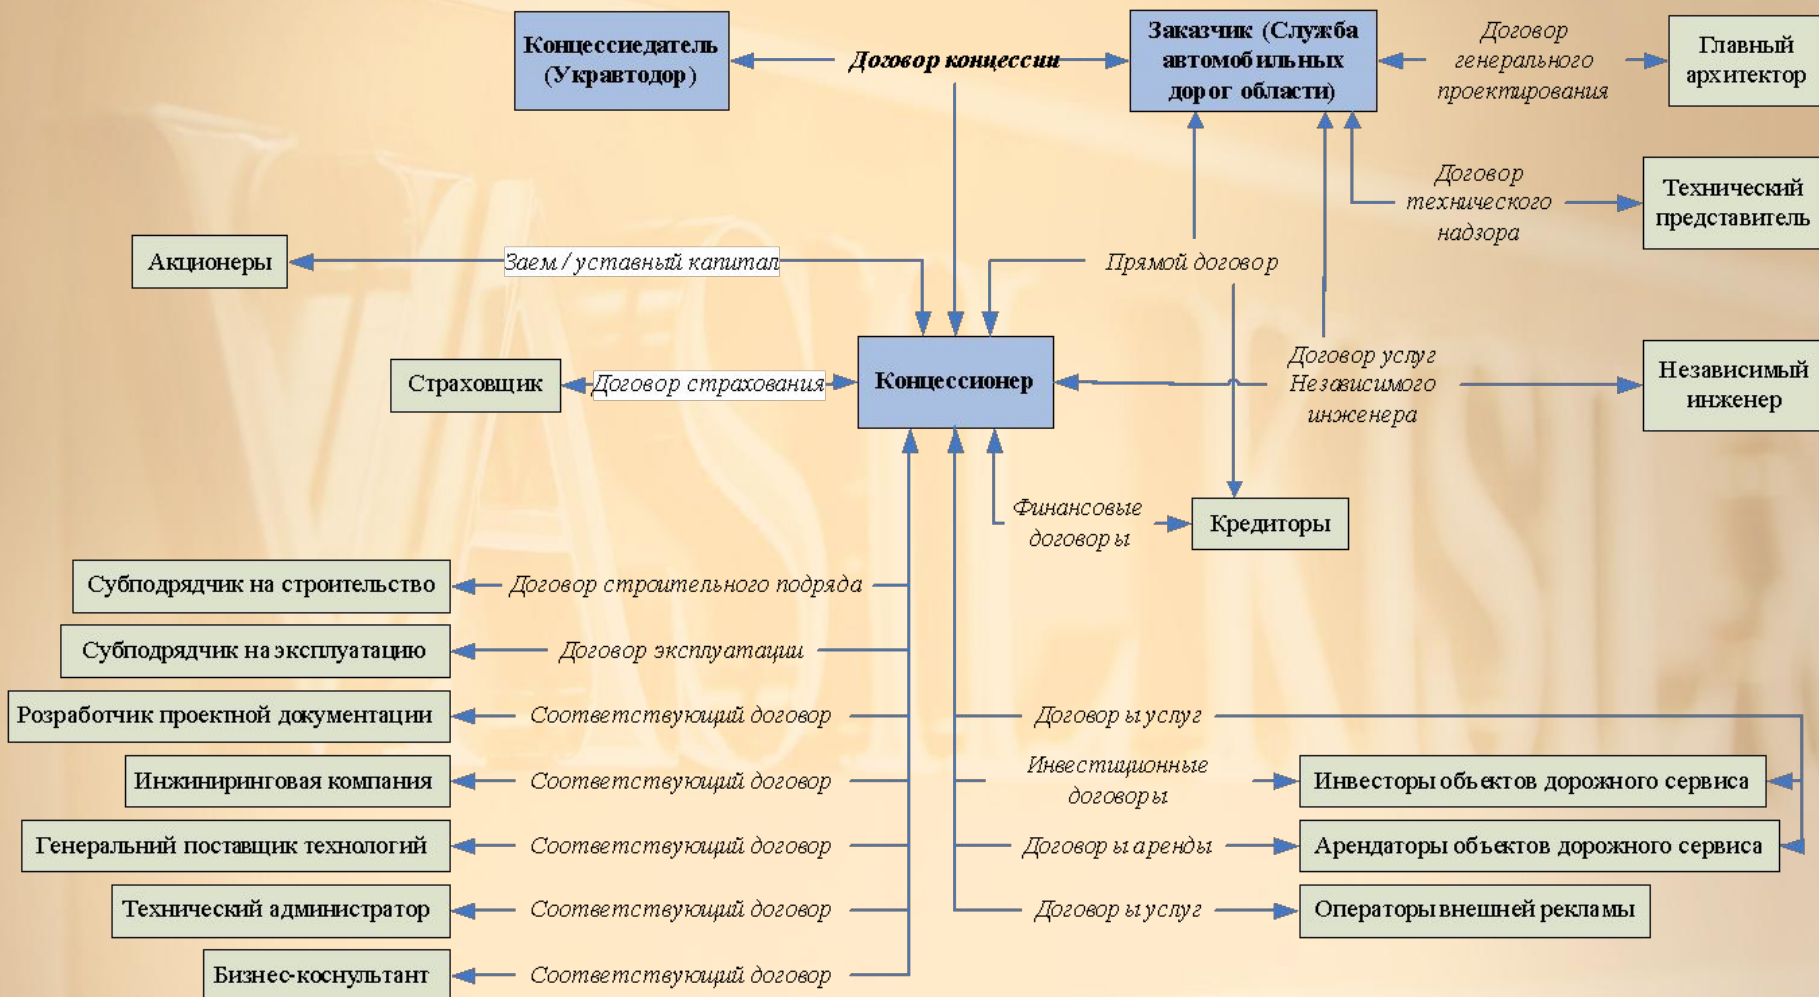 Концессиедатель
(Укравтодор)
Договор концессии
Заказчик (Служба
автомобильных
дорог области)
Договор
генерального
проектирования
Главный
архитектор
Договор
технического
надзора
Технический
представитель
Акционеры
Заем / уставный капитал
Прямой договор
Страховщик
Договор страхования
Концессионер
Договор услуг
Независимого
инженера
Независимый
инженер
Финансовые
договоры
Кредиторы
Субподрядчик на строительство
Договор строительного подряда
Субподрядчик на эксплуатацию
Договор эксплуатации
Розработчик проектной документации
Соответствующий договор
Договоры услуг
Инжиниринговая компания
Соответствующий договор
Инвестиционные
договоры
Инвесторы объектов дорожного сервиса
Генеральний поставщик технологий
Соответствующий договор
Договоры аренды
Арендаторы объектов дорожного сервиса
Технический администратор
Соответствующий договор
Договоры услуг
Операторы внешней рекламы
Бизнес-коснультант
Соответствующий договор